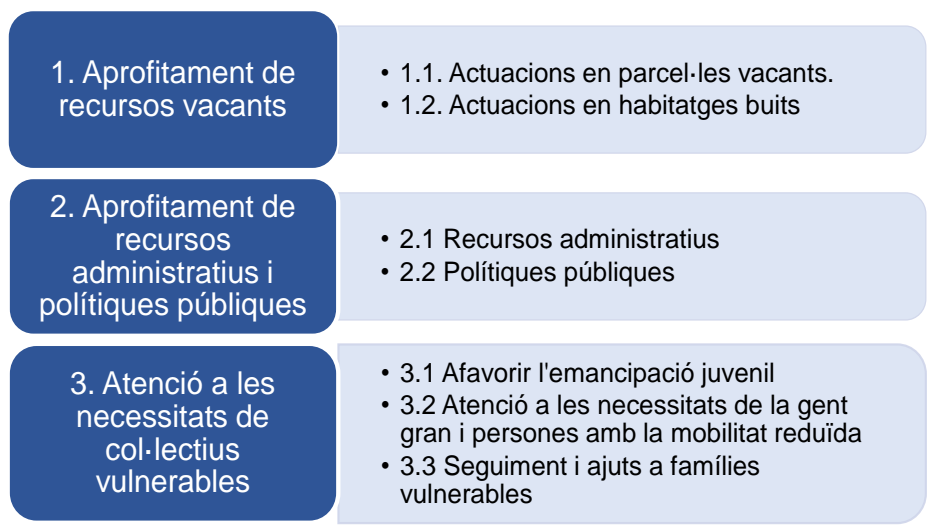 1. Aprofitament de
recursos vacants
• 1.1. Actuacions en parcel·les vacants.
• 1.2. Actuacions en habitatges buits
2. Aprofitament de
recursos
administratius i
polítiques públiques
• 2.1 Recursos administratius
• 2.2 Polítiques públiques
3. Atenció a les
necessitats de
col·lectius
vulnerables
• 3.1 Afavorir l'emancipació juvenil
• 3.2 Atenció a les necessitats de la gent
gran i persones amb la mobilitat reduïda
• 3.3 Seguiment i ajuts a famílies
vulnerables